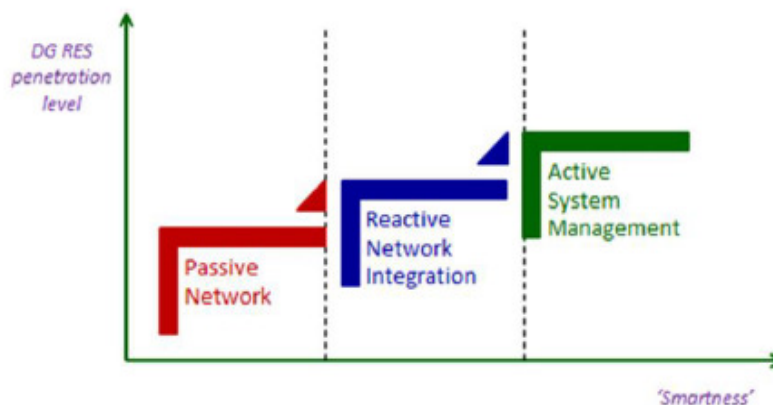 DG RES
penetration
level
Passive
Network
Reactive
Network
Integration
Active
System
Management
'Smartness'